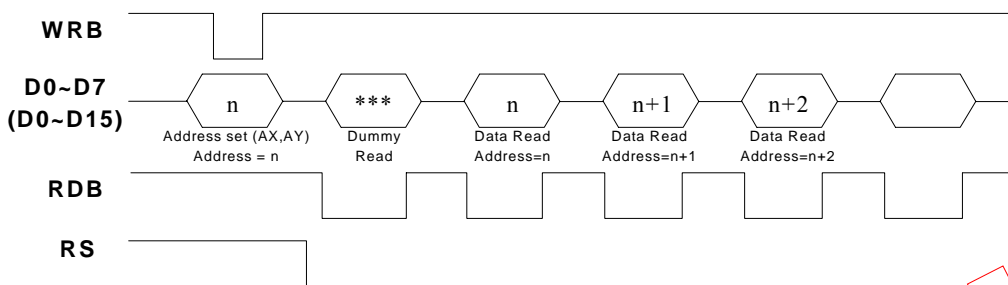 WRB
D0~D7
(D0~D15)
n
***
n
n+1
n+2
Address set (AX,AY)
Address = n
Dummy
Read
Data Read
Address=n
Data Read
Address=n+1
Data Read
Address=n+2
RDB
RS